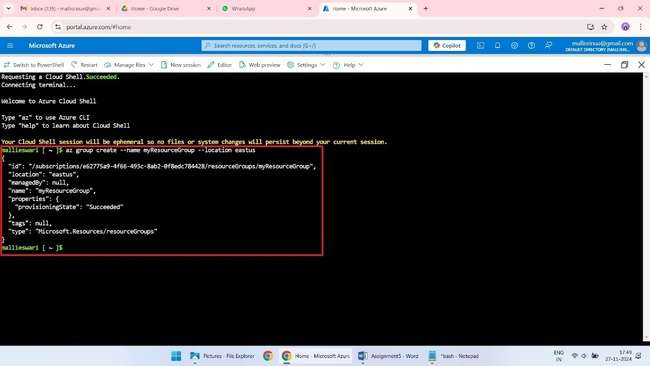 Home - Google Drive
WhatsApp
Home - Microsoft Azure
portal.azure.com/#home
Microsoft Azure
Search resources, services, and docs (G+/)
Copilot
Switch to PowerShell
Restart
Manage files
New session
Editor
Web preview
Settings
Help
Requesting a Cloud Shell.Succeeded.
Connecting terminal...
Welcome to Azure Cloud Shell
Type "az" to use Azure CLI
Type "help" to learn about Cloud Shell
Your Cloud Shell session will be ephemeral so no files or system changes will persist beyond your current session.
mallieswari [ ~ ]$ az group create --name myResourceGroup --location eastus
{
"id": "/subscriptions/e62775a9-4f66-495c-8ab2-0f8edc784428/resourceGroups/myResourceGroup",
"location": "eastus",
"managedBy": null,
"name": "myResourceGroup",
"properties": {
"provisioningState": "Succeeded"
},
"tags": null,
"type": "Microsoft.Resources/resourceGroups"
}
mallieswari [ ~ ]$
Pictures - File Explorer
Home - Microsoft Azure
Assignment5 - Word
*bash - Notepad
ENG
IN
17:49
27-11-2024